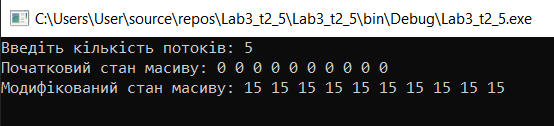 C:\Users\User\source\repos\Lab3_t2_5\Lab3_t2_5\bin\Debug\Lab3_t2_5.exe
Введіть кількість потоків: 5
Початковий стан масиву: 0 0 0 0 0 0 0 0 0 0
Модифікований стан масиву: 15 15 15 15 15 15 15 15 15 15